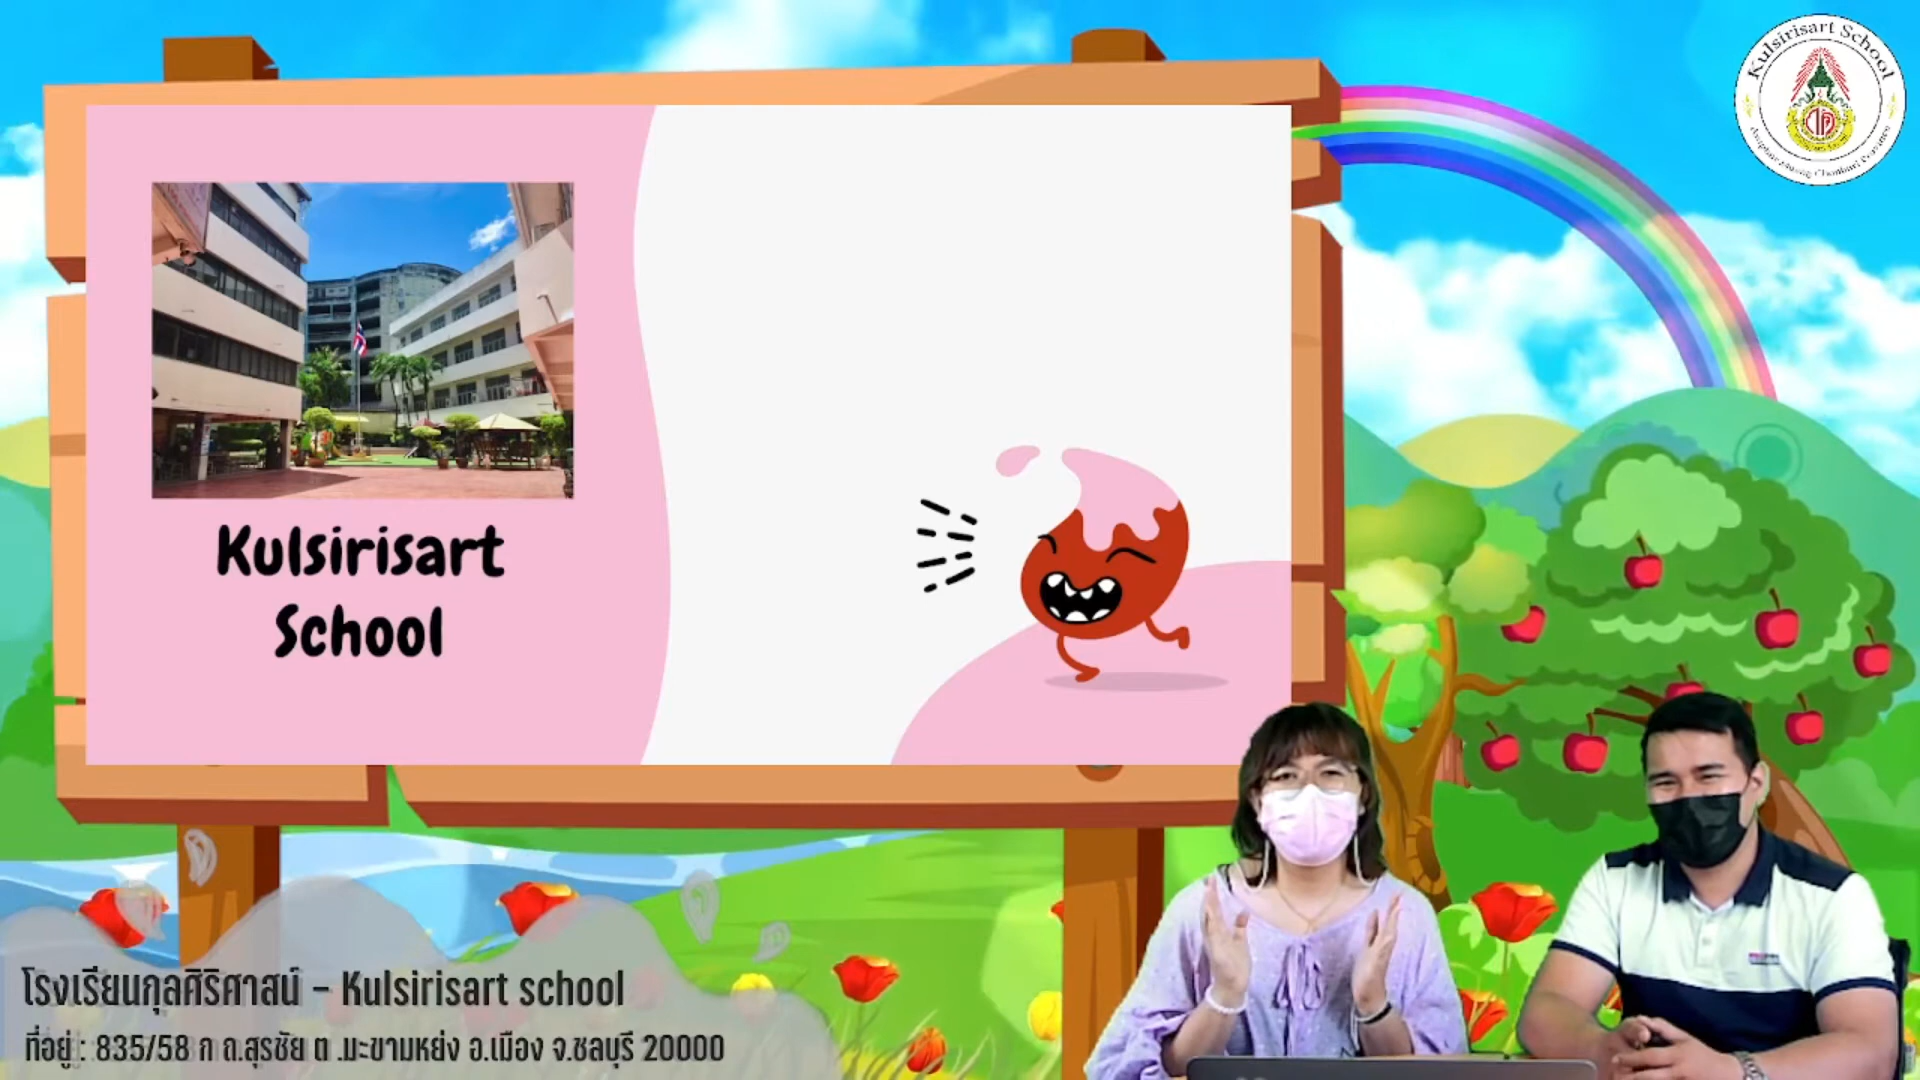 Kulsirisart School
Kulsirisart
School
โรงเรียนกุลศิริศาสน์ - Kulsirisart school
ที่อยู่ : 835/58 ก ถ.สุรชัย ต .มะขามหย่ง อ.เมือง จ.ชลบุรี 20000